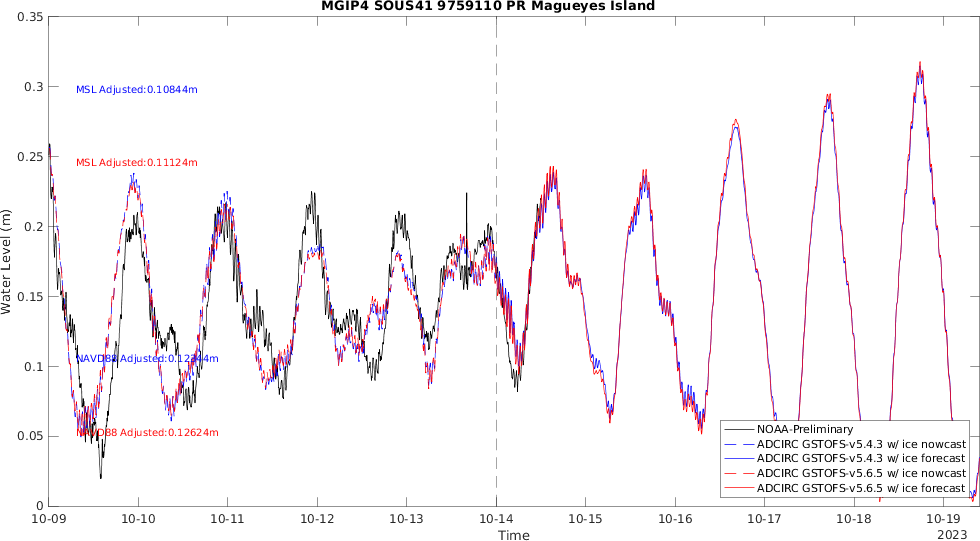 MGIP4 SOUS41 9759110 PR Magueyes Island
0.35
0.3
0.25
0.2
0.15
0.1
0.05
0
Water Level (m)
MSL Adjusted:0.10844m
MSL Adjusted:0.11124m
NAVD88 Adjusted:0.12344m
NAVD88 Adjusted:0.12624m
NOAA-Preliminary
ADCIRC GSTOFS-v5.4.3 w/ ice nowcast
ADCIRC GSTOFS-v5.4.3 w/ ice forecast
ADCIRC GSTOFS-v5.6.5 w/ ice nowcast
ADCIRC GSTOFS-v5.6.5 w/ ice forecast
10-09 10-10 10-11 10-12 10-13 10-14 10-15 10-16 10-17 10-18 10-19
Time
2023